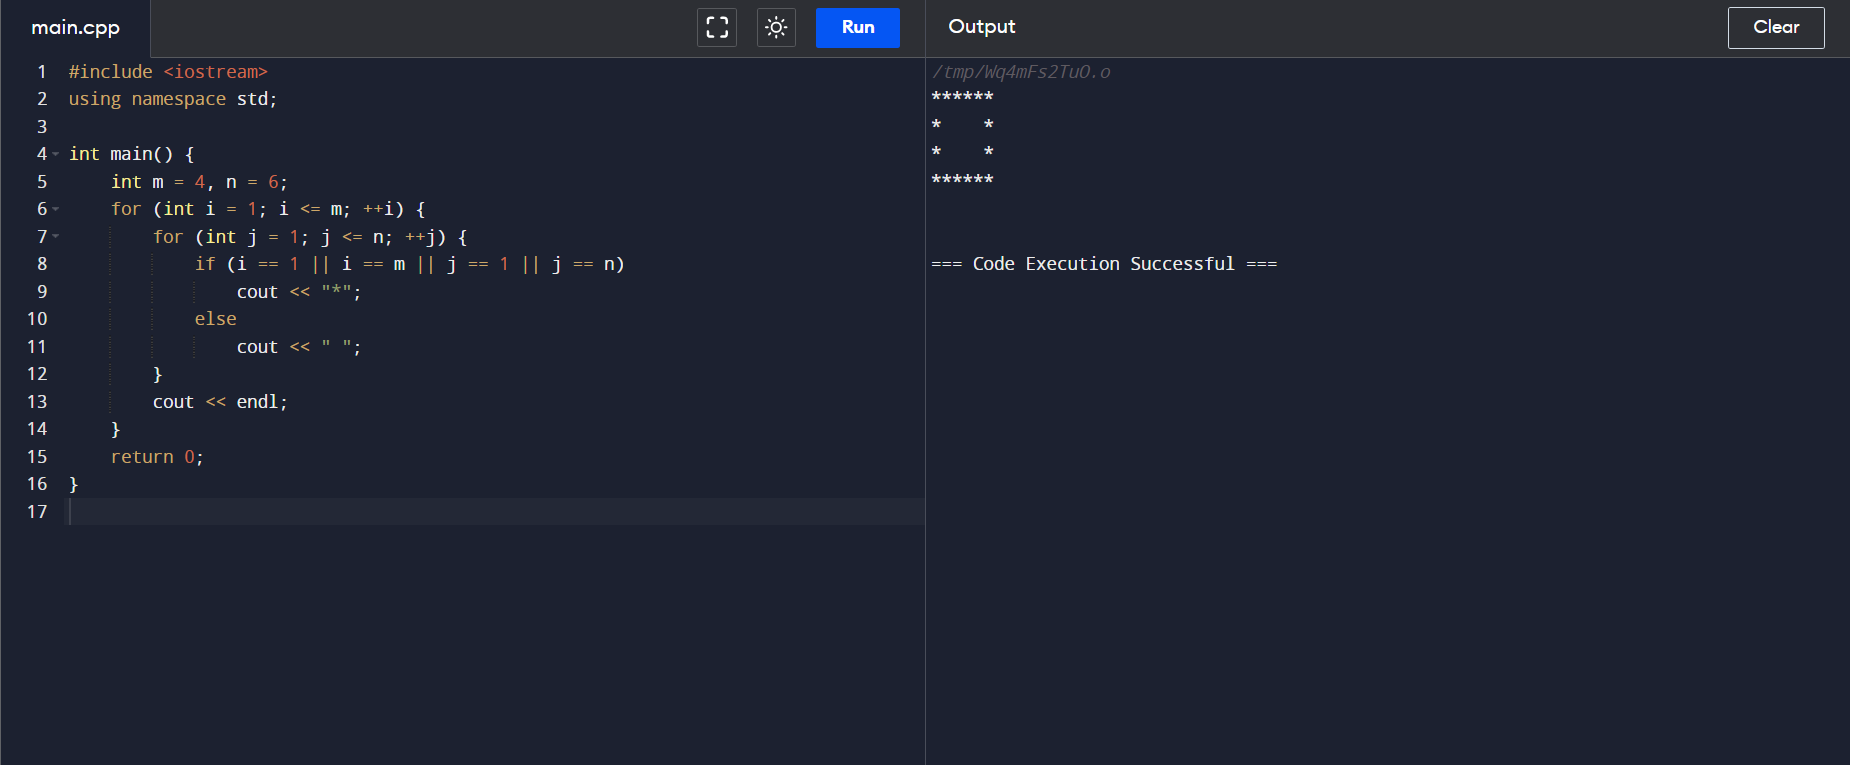 main.cpp
Run
1 #include <iostream>
2 using namespace std;
3
4 int main() {
5     int m = 4, n = 6;
6     for (int i = 1; i <= m; ++i) {
7         for (int j = 1; j <= n; ++j) {
8             if (i == 1 || i == m || j == 1 || j == n)
9                 cout << "*";
10             else
11                 cout << " ";
12         }
13         cout << endl;
14     }
15     return 0;
16 }
17
Output
Clear
/tmp/Wq4mFs2TuO.o
******
*    *
*    *
******
=== Code Execution Successful ===